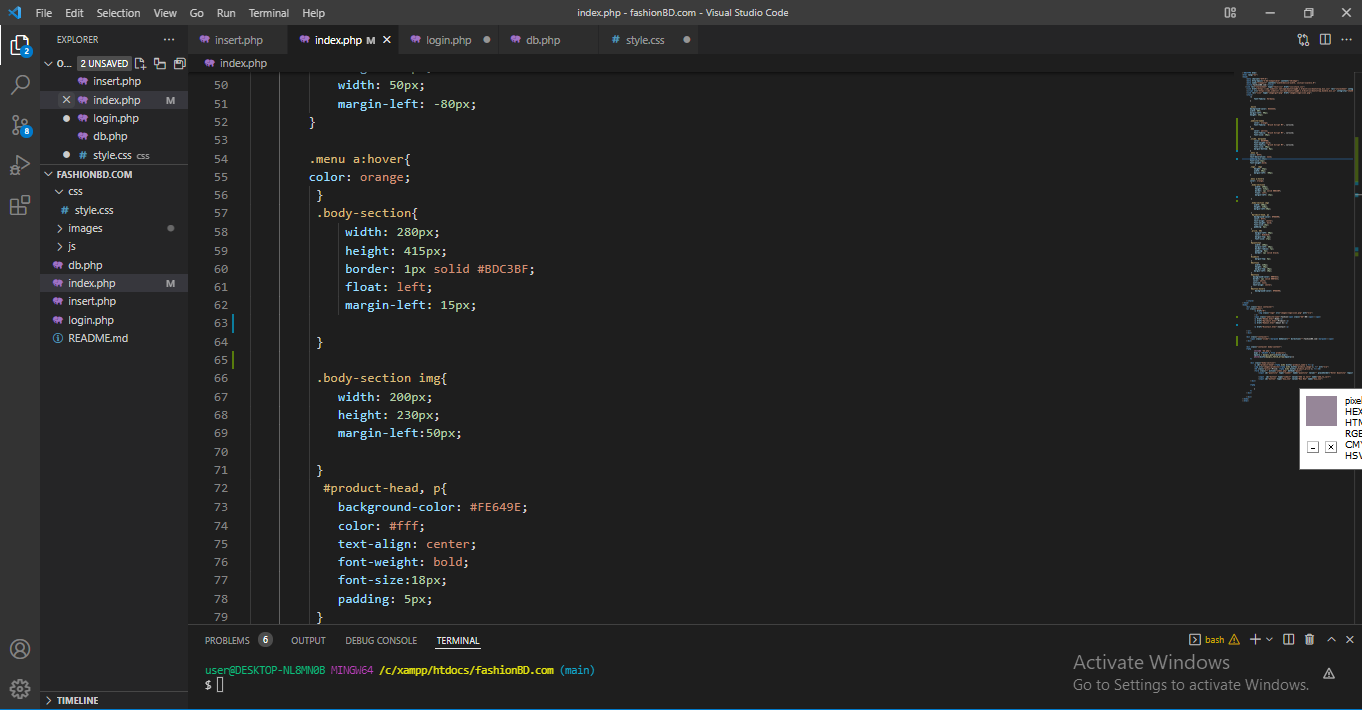 File Edit Selection View Go Run Terminal Help
index.php - fashionBD.com - Visual Studio Code
EXPLORER
insert.php
index.php M
login.php
db.php
# style.css
O... 2 UNSAVED
index.php
insert.php
index.php M
login.php
db.php
# style.css css
FASHIONBD.COM
css
# style.css
images
js
db.php
index.php M
insert.php
login.php
README.md
TIMELINE
2
8
50 width: 50px;
51 margin-left: -80px;
52 }
53
54 .menu a:hover{
55 color: orange;
56 }
57 .body-section{
58 width: 280px;
59 height: 415px;
60 border: 1px solid #BDC3BF;
61 float: left;
62 margin-left: 15px;
63
64 }
65
66 .body-section img{
67 width: 200px;
68 height: 230px;
69 margin-left:50px;
70
71 }
72 #product-head, p{
73 background-color: #FE649E;
74 color: #fff;
75 text-align: center;
76 font-weight: bold;
77 font-size:18px;
78 padding: 5px;
79 }
HSV
PROBLEMS 6 OUTPUT DEBUG CONSOLE TERMINAL
bash
user@DESKTOP-NL8MN0B MINGW64 /c/xampp/htdocs/fashionBD.com (main)
$
Activate Windows
Go to Settings to activate Windows.